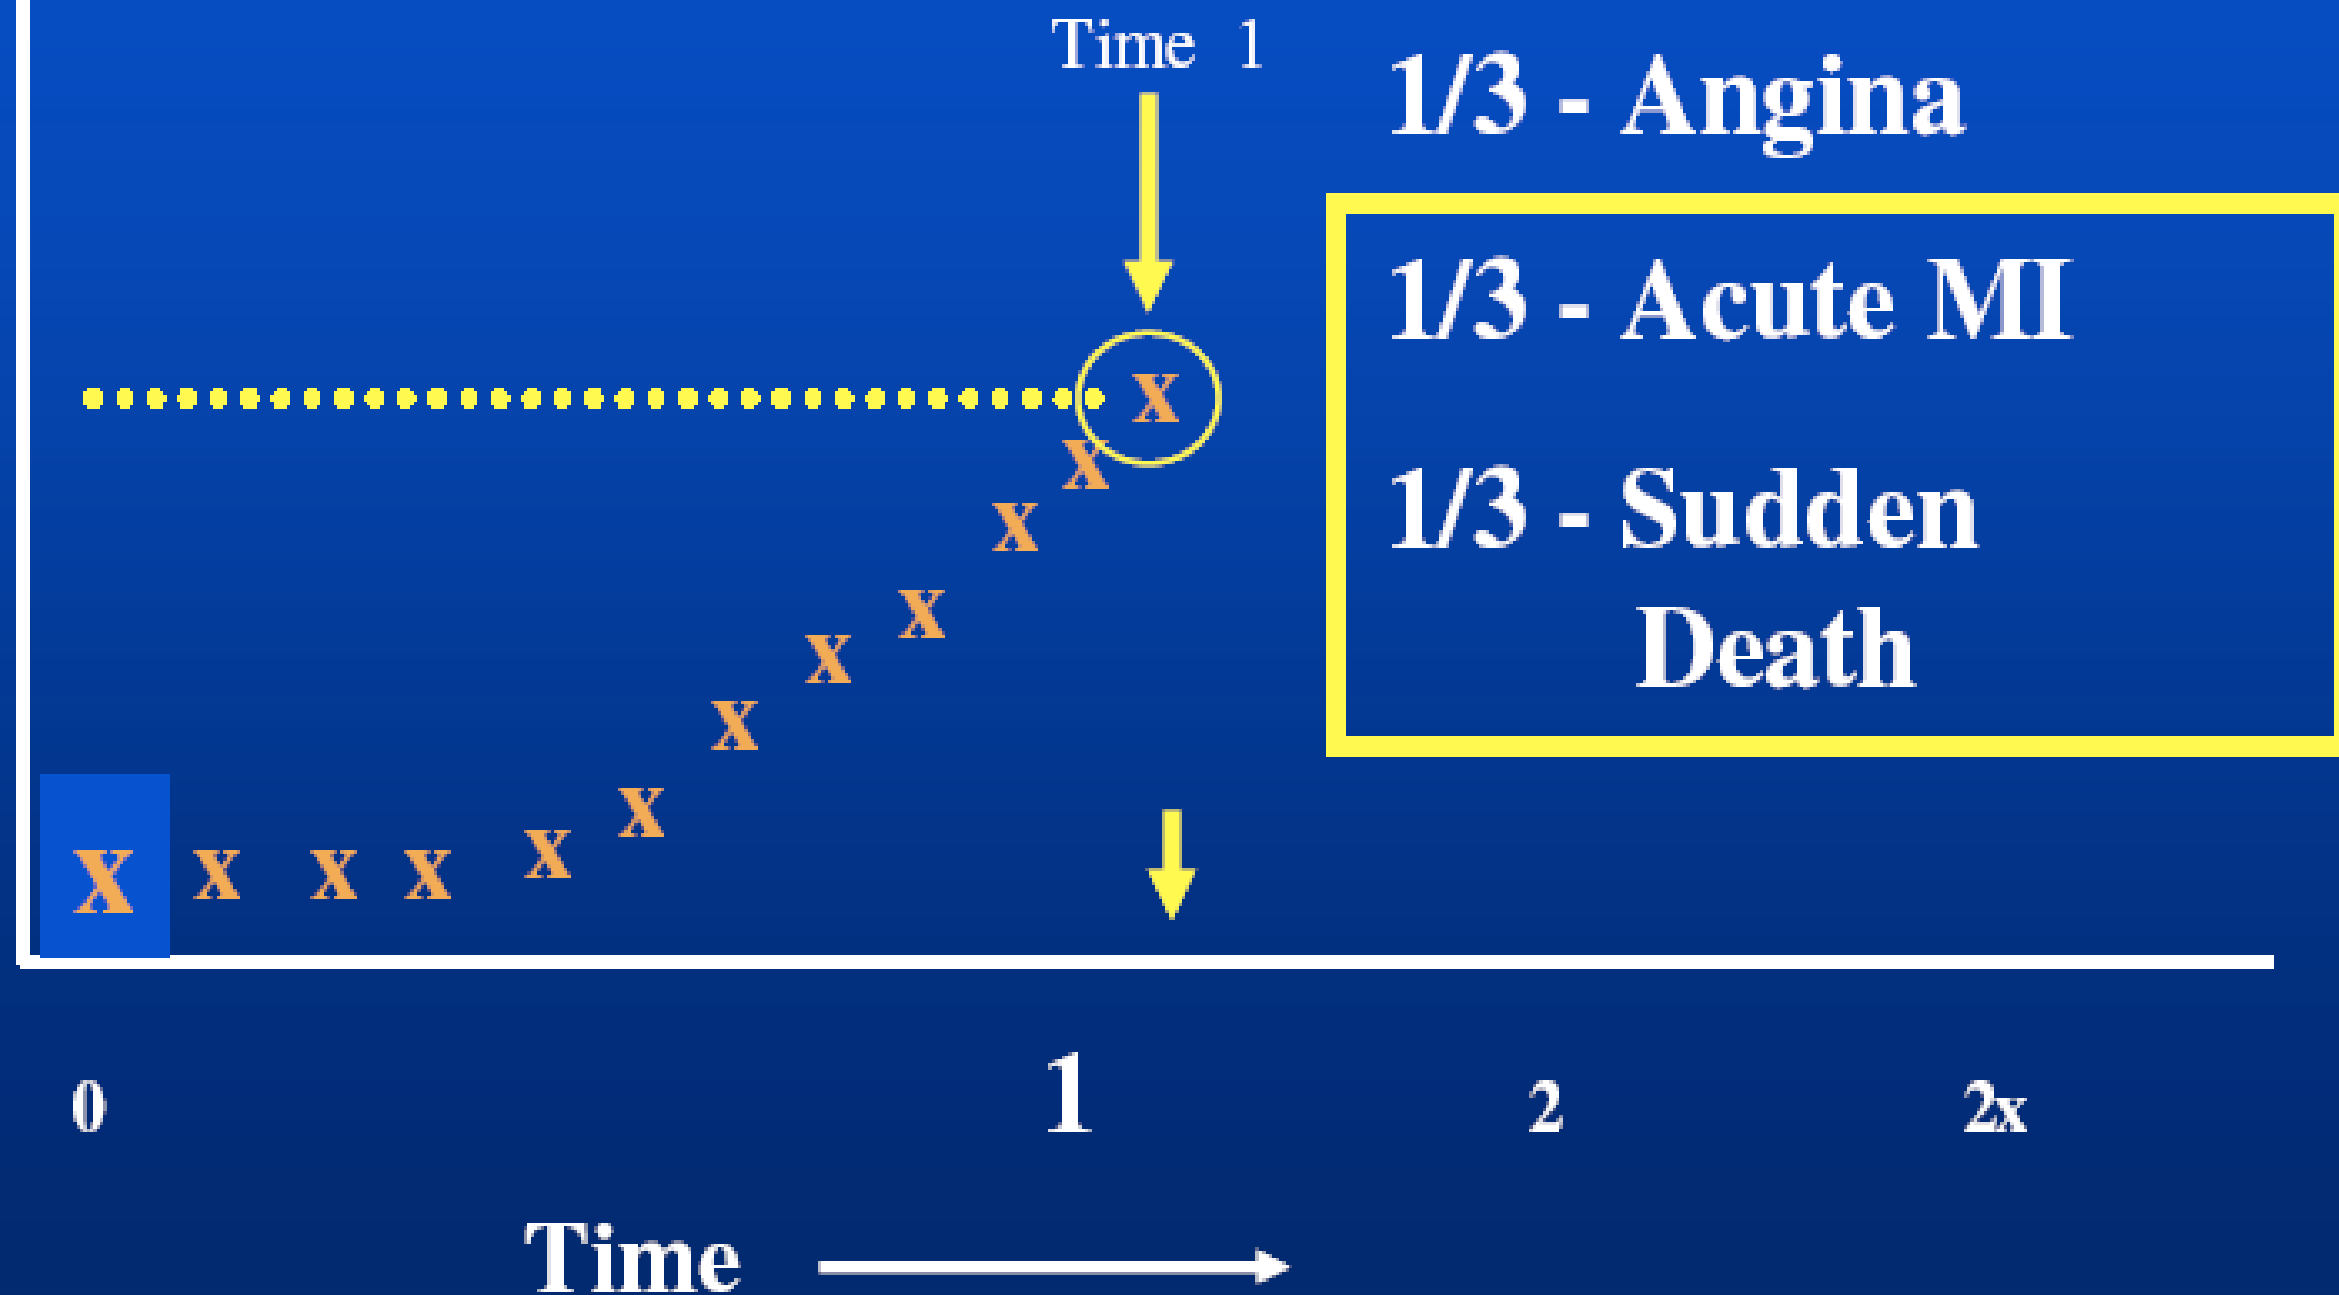 Time 1
1/3 - Angina
1/3 - Acute MI
1/3 - Sudden
Death
x
x
x
x
x
x
x
x
x
x
x
x
0
1
2
2x
Time